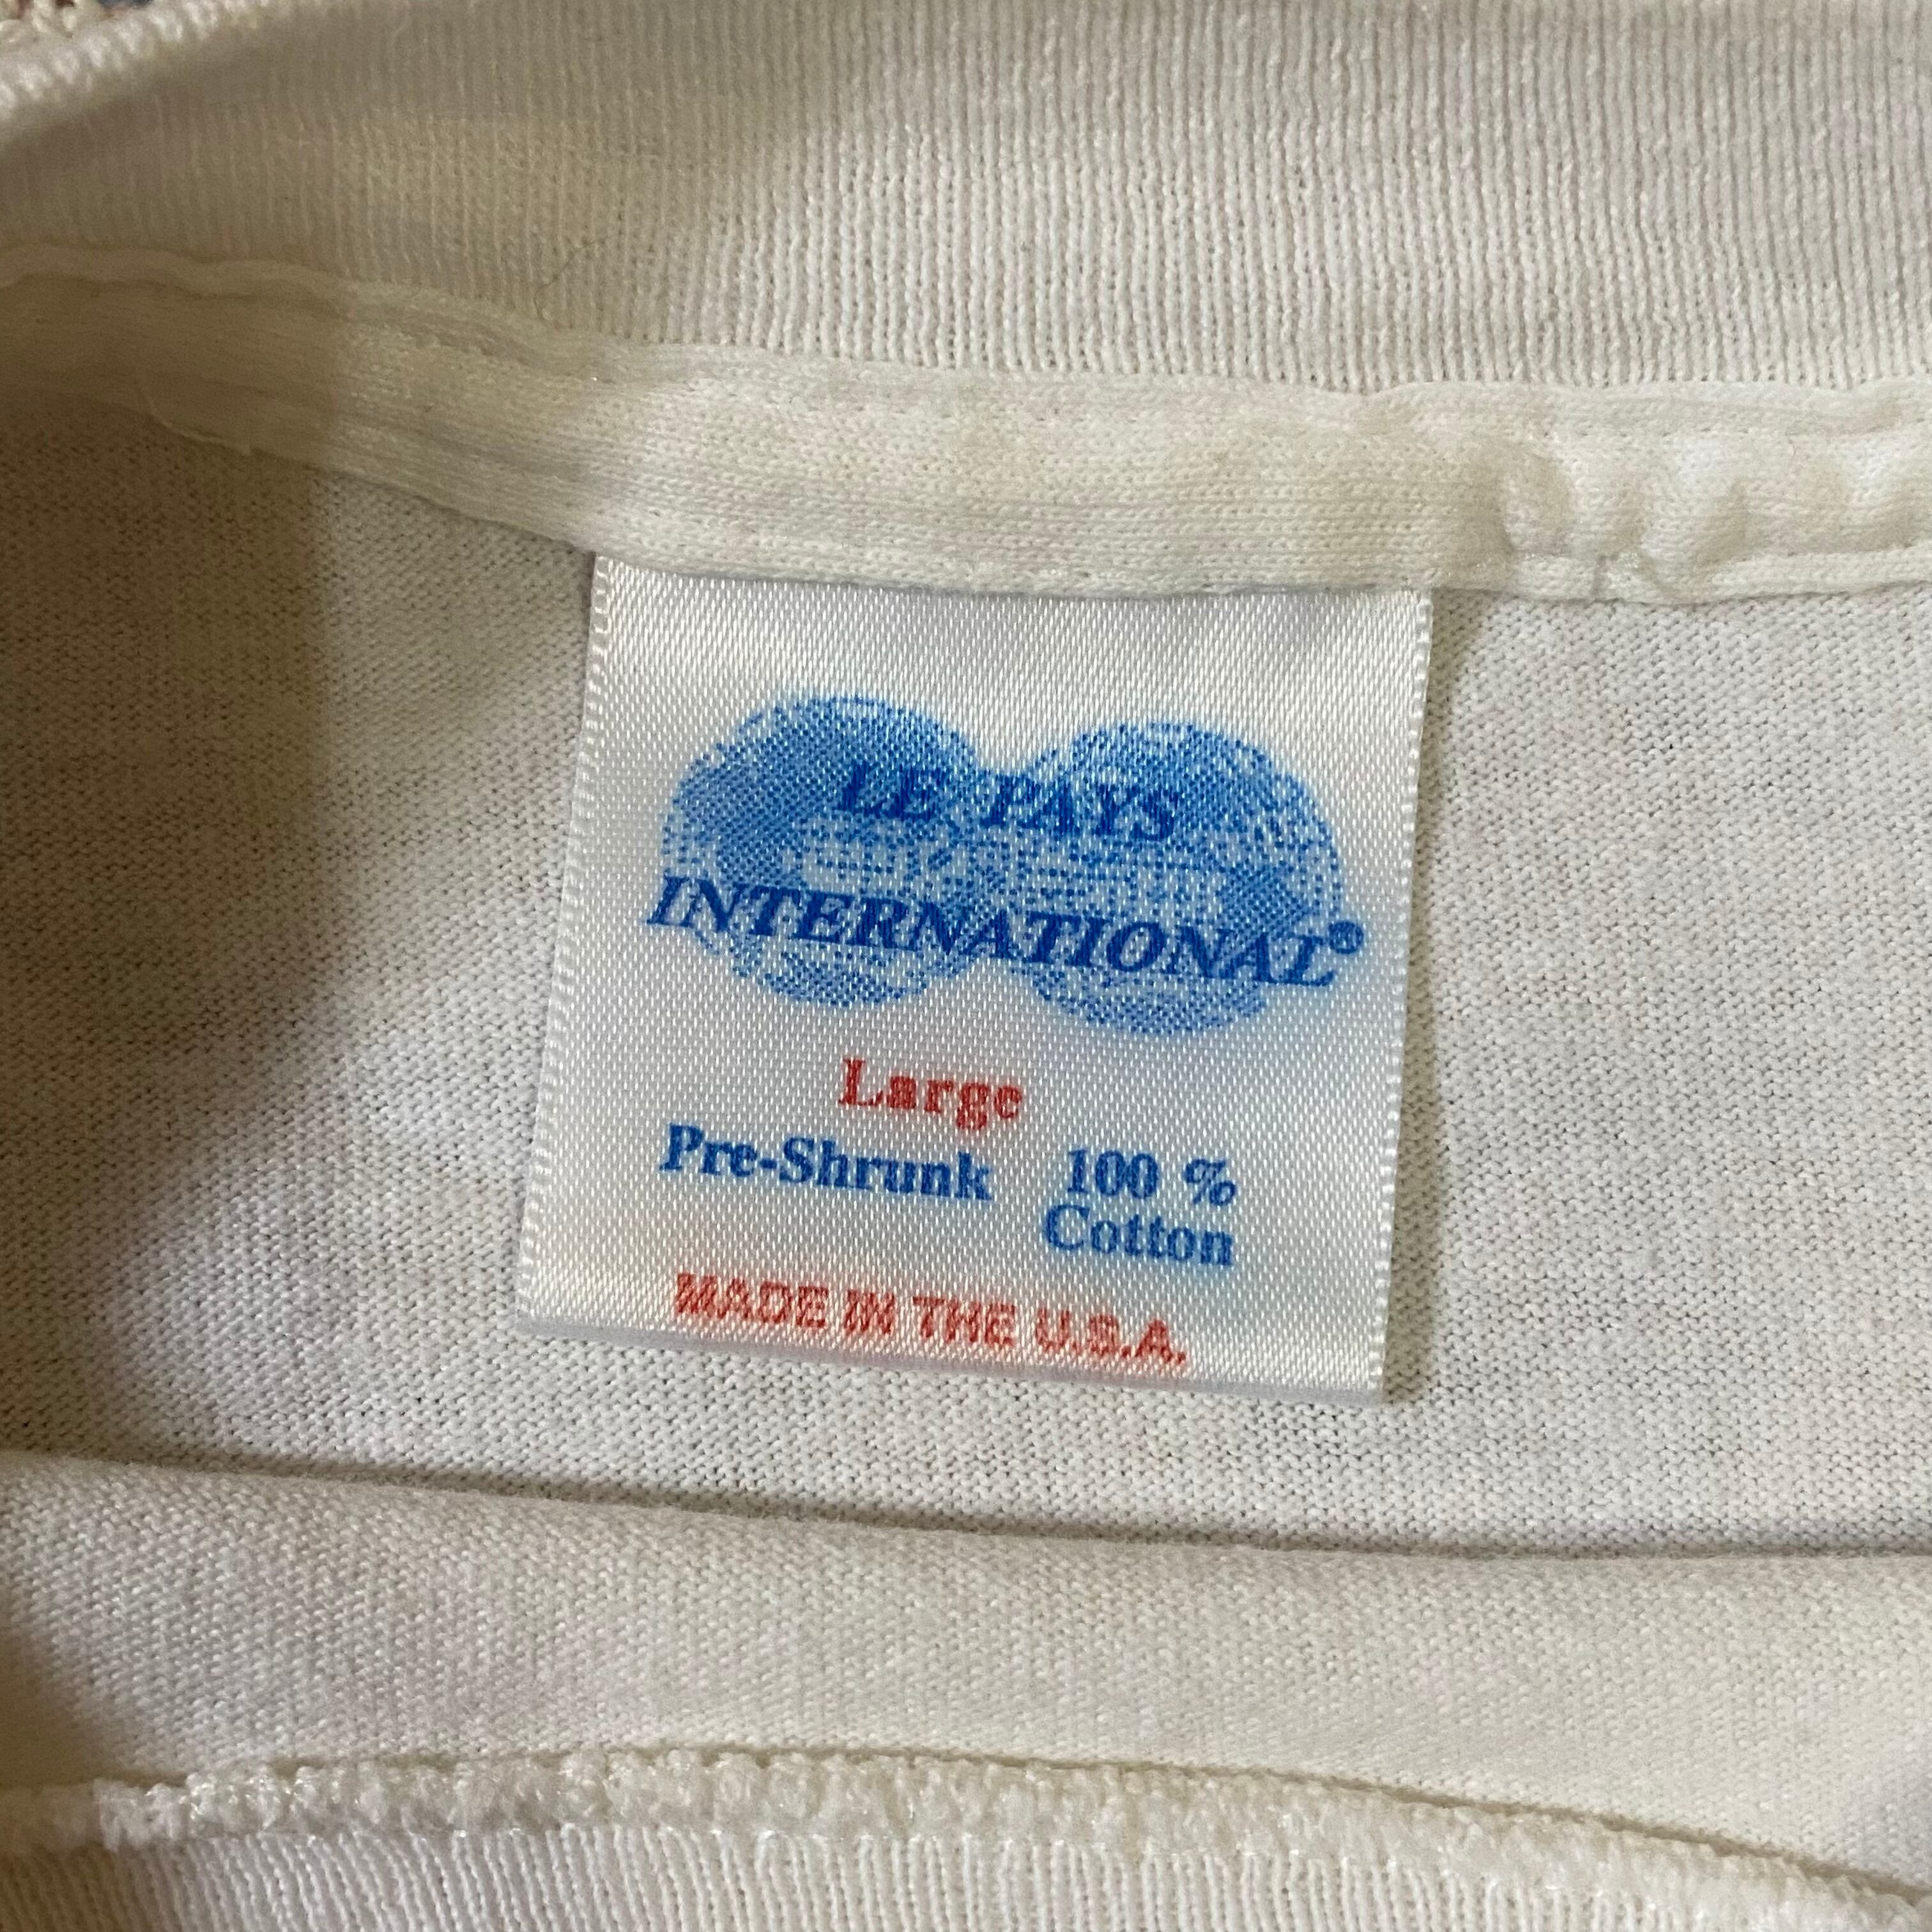 LE PAYS
INTERNATIONAL®
Large
Pre-Shrunk 100 %
Cotton
MADE IN THE U.S.A.